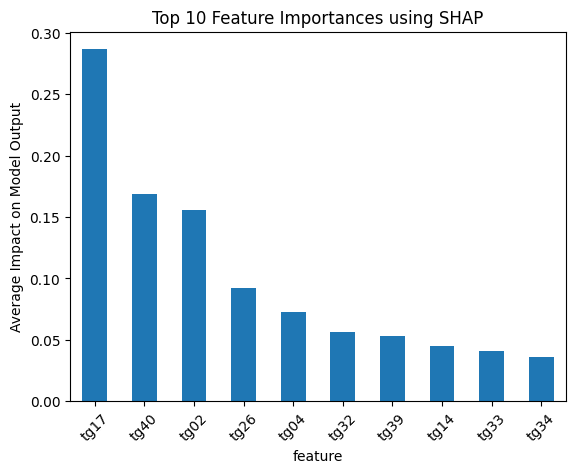 Top 10 Feature Importances using SHAP
Average Impact on Model Output
0.30
0.25
0.20
0.15
0.10
0.05
0.00
tg17 tg40 tg02 tg26 tg04 tg32 tg39 tg14 tg33 tg34
feature